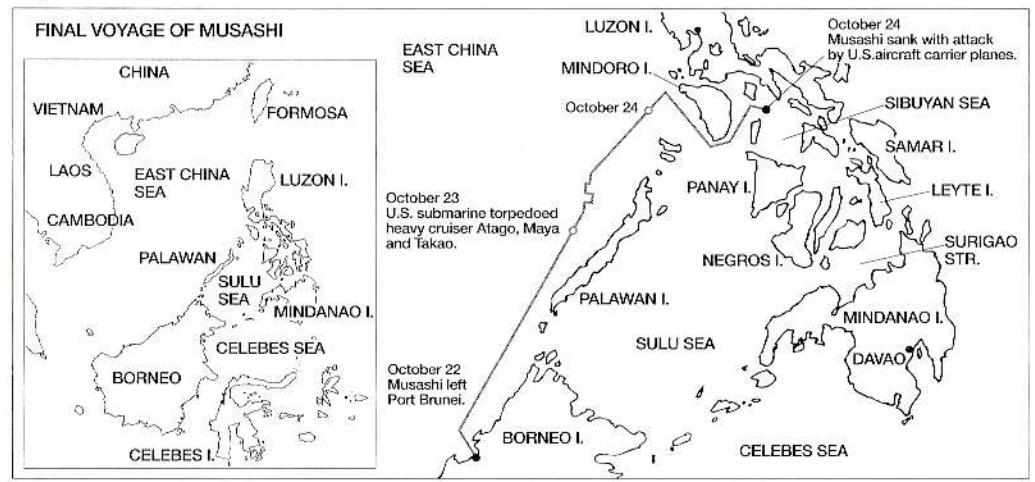 FINAL VOYAGE OF MUSASHI
CHINA
VIETNAM
FORMOSA
LAOS
EAST CHINA
SEA
LUZON I.
CAMBODIA
PALAWAN
SULU
SEA
MINDANAO I.
CELEBES SEA
BORNEO
CELEBES I.
EAST CHINA
SEA
LUZON I.
October 24
Musashi sank with attack
by U.S.aircraft carrier planes.
MINDORO I.
October 24
SIBUYAN SEA
SAMAR I.
PANAY I.
LEYTE I.
October 23
U.S. submarine torpedoed
heavy cruiser Atago, Maya
and Takao.
NEGROS I.
SURIGAO
STR.
PALAWAN I.
MINDANAO I.
SULU SEA
DAVAO
October 22
Musashi left
Port Brunei.
BORNEO I.
CELEBES SEA